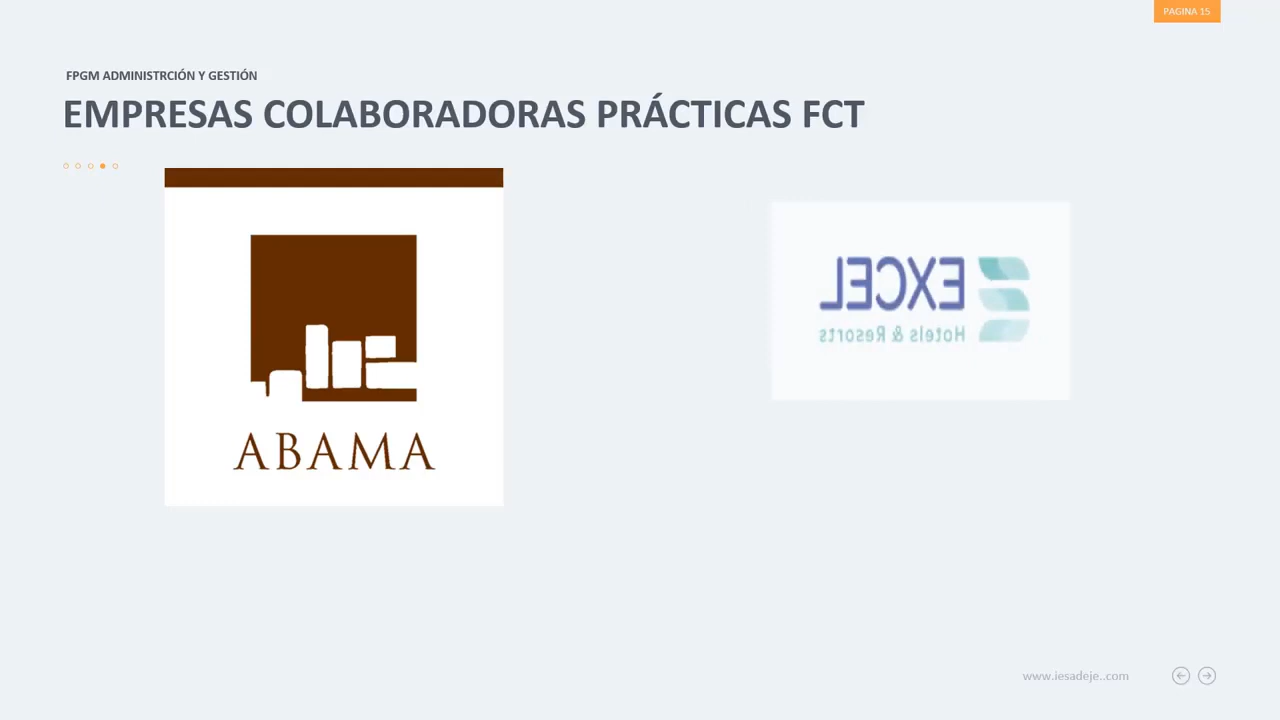 PAGINA 15
FPGM ADMINISTRCIÓN Y GESTIÓN
EMPRESAS COLABORADORAS PRÁCTICAS FCT
ABAMA
EXCEL
Hotels & Resorts
www.iesadeje..com